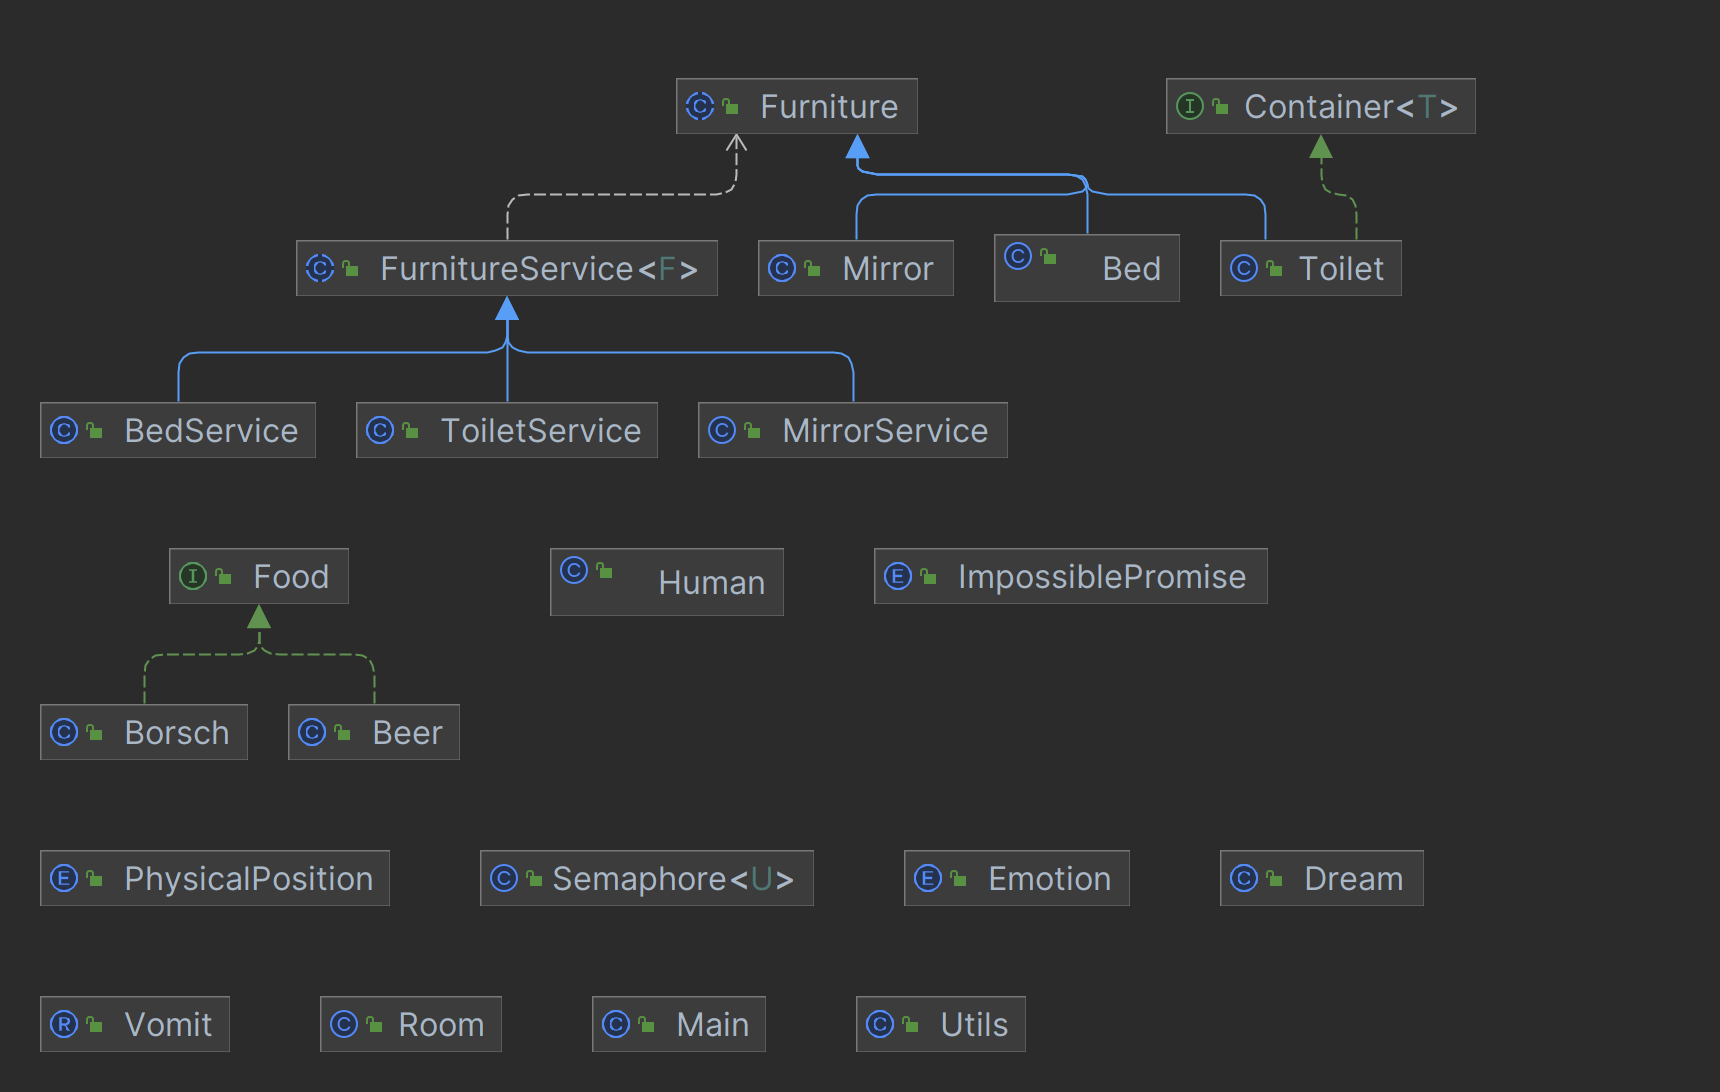 C Furniture
I Container<T>
C FurnitureService<F>
C Mirror
C Bed
C Toilet
C BedService
C ToiletService
C MirrorService
I Food
C Human
E ImpossiblePromise
C Borsch
C Beer
E PhysicalPosition
C Semaphore<U>
E Emotion
C Dream
R Vomit
C Room
C Main
C Utils